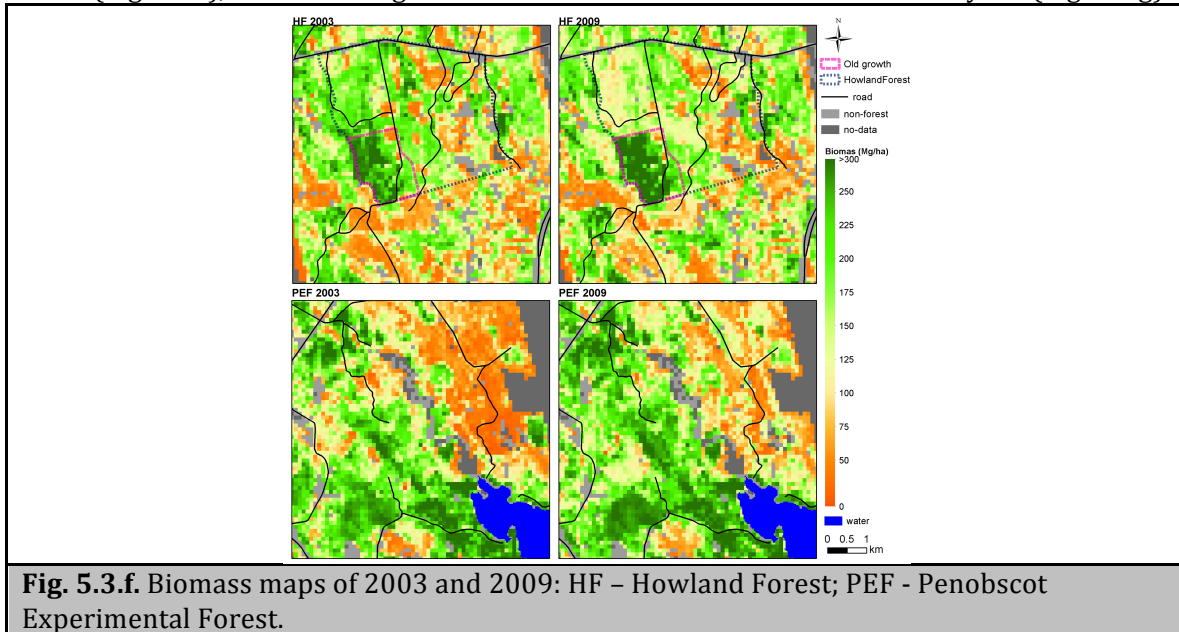 HF 2003
HF 2009
N
Old growth
HowlandForest
road
non-forest
no-data
Biomas (Mg/ha)
>300
250
225
200
175
150
125
100
75
50
0
water
0 0.5 1
km
PEF 2003
PEF 2009
Fig. 5.3.f. Biomass maps of 2003 and 2009: HF – Howland Forest; PEF - Penobscot
Experimental Forest.